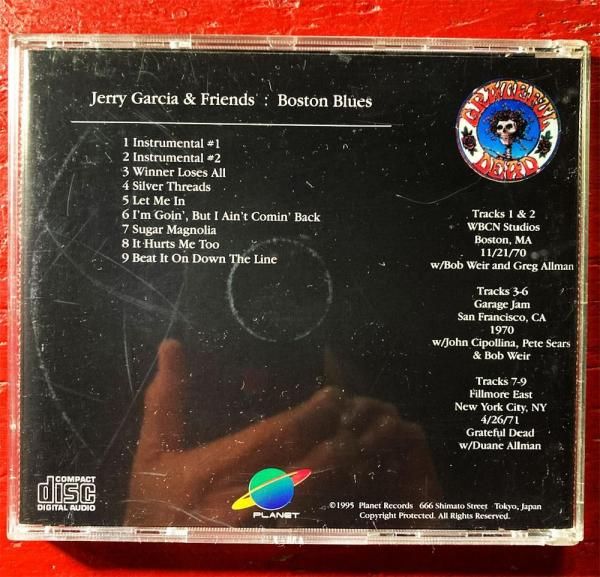 Jerry Garcia & Friends : Boston Blues
1 Instrumental #1
2 Instrumental #2
3 Winner Loses All
4 Silver Threads
5 Let Me In
6 I'm Goin', But I Ain't Comin' Back
7 Sugar Magnolia
8 It Hurts Me Too
9 Beat It On Down The Line
GRATEFUL
DEAD
Tracks 1 & 2
WBCN Studios
Boston, MA
11/21/70
w/Bob Weir and Greg Allman
Tracks 3-6
Garage Jam
San Francisco, CA
1970
w/John Cipollina, Pete Sears
& Bob Weir
Tracks 7-9
Fillmore East
New York City, NY
4/26/71
Grateful Dead
w/Duane Allman
COMPACT
disc
DIGITAL AUDIO
PLANET
©1995 Planet Records 666 Shimato Street Tokyo, Japan
Copyright Protected. All Rights Reserved.